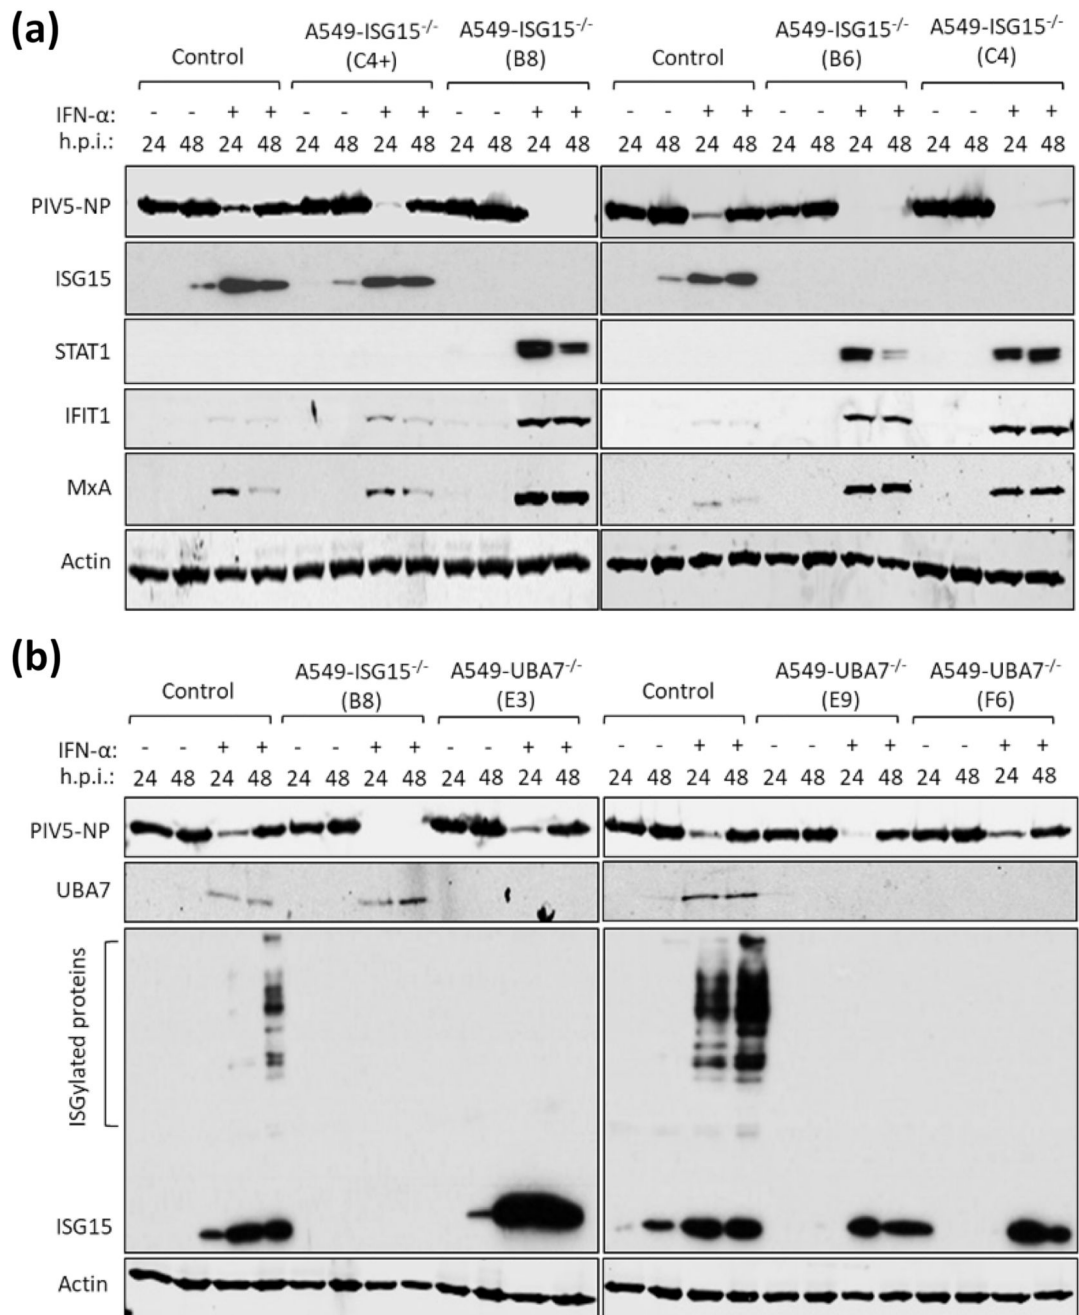 (a)
A549-ISG15-/- A549-ISG15-/- A549-ISG15-/- A549-ISG15-/-
Control (C4+) (B8) Control (B6) (C4)
IFN-α: - - + + - - + + - - + + - - + + - - + + - - + +
h.p.i.: 24 48 24 48 24 48 24 48 24 48 24 48 24 48 24 48 24 48 24 48 24 48 24 48
PIV5-NP
ISG15
STAT1
IFIT1
MxA
Actin
(b)
A549-ISG15-/- A549-UBA7-/- A549-UBA7-/- A549-UBA7-/-
Control (B8) (E3) Control (E9) (F6)
IFN-α: - - + + - - + + - - + + - - + + - - + + - - + +
h.p.i.: 24 48 24 48 24 48 24 48 24 48 24 48 24 48 24 48 24 48 24 48 24 48 24 48
PIV5-NP
UBA7
ISGylated proteins
ISG15
Actin